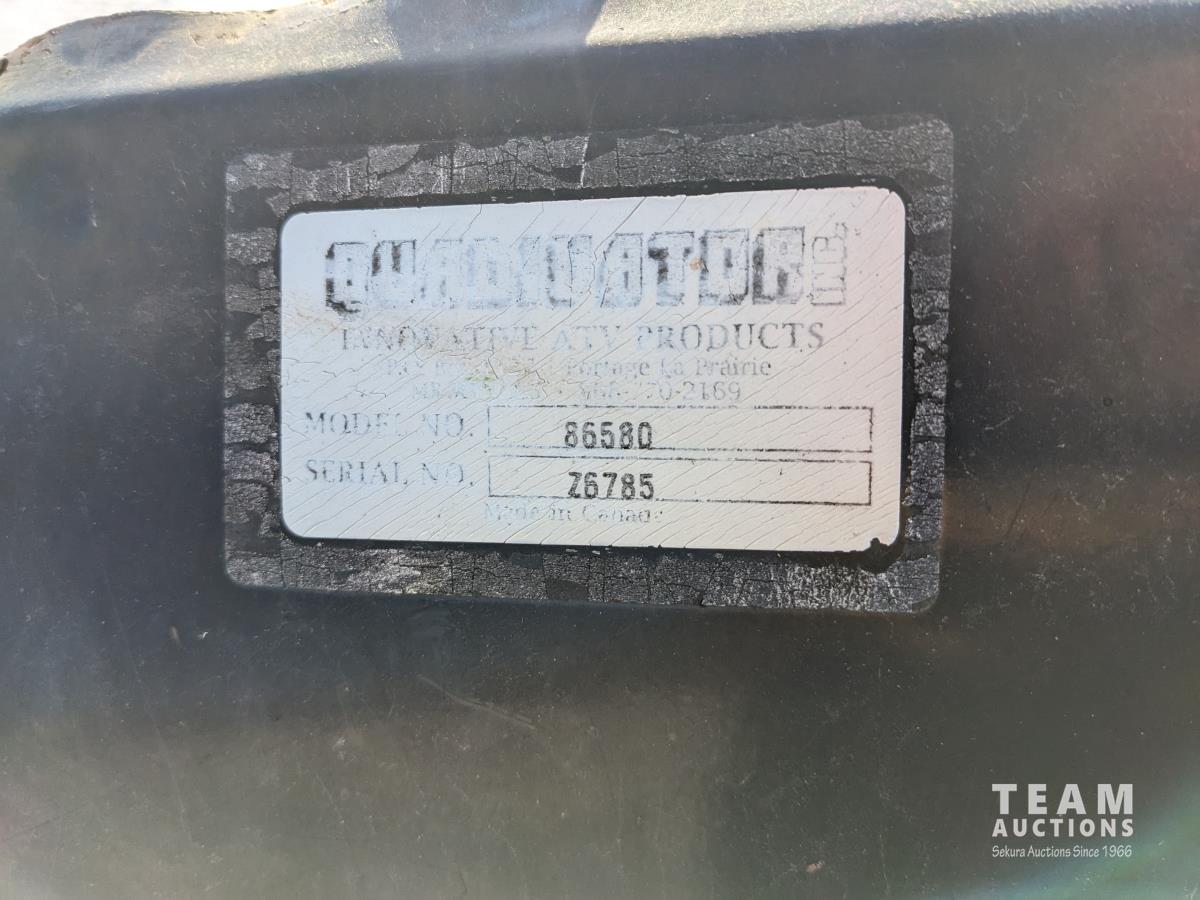 QUADIVATOR INC.
INNOVATIVE ATV PRODUCTS
Portage La Prairie
MODEL NO. 86580
SERIAL NO. Z6785
Made in Canada
TEAM
AUCTIONS
Sekura Auctions Since 1966